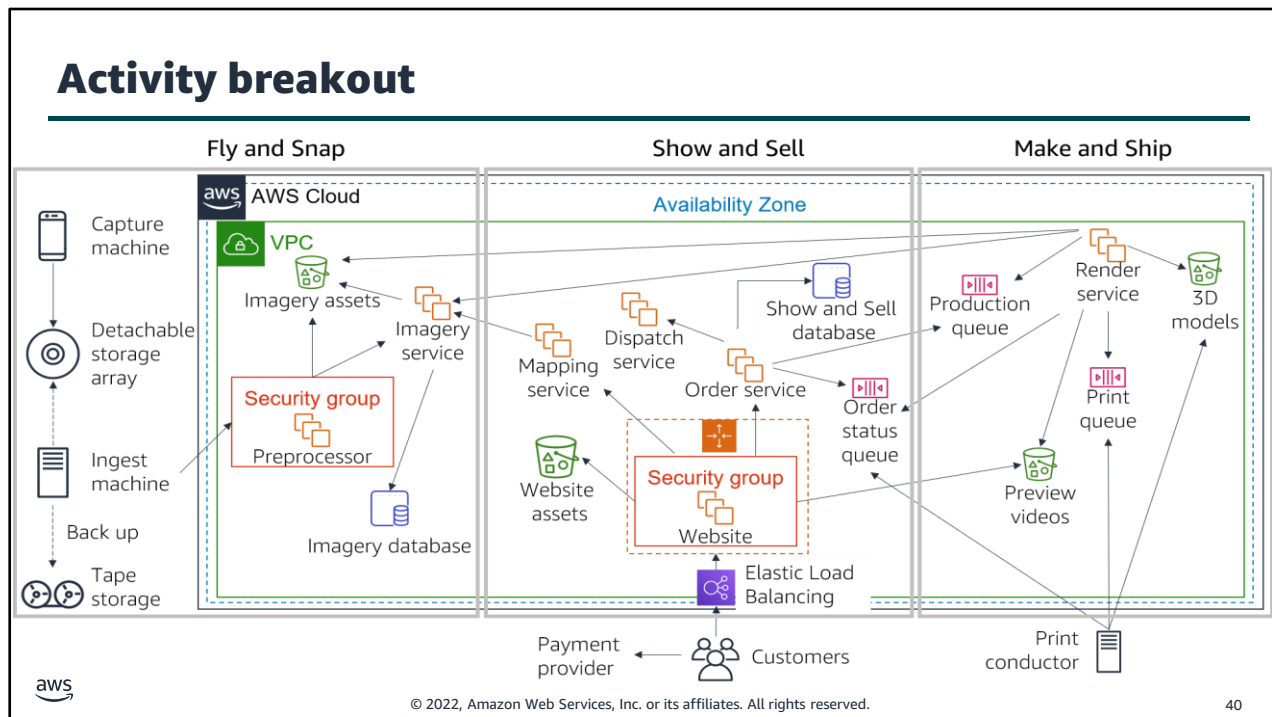 Activity breakout
Fly and Snap
Show and Sell
Make and Ship
aws
AWS Cloud
Availability Zone
VPC
Capture
machine
Detachable
storage
array
Ingest
machine
Back up
Tape
storage
Imagery assets
Imagery
service
Security group
Preprocessor
Imagery database
Mapping
service
Dispatch
service
Show and Sell
database
Order service
Order
status
queue
Website
assets
Security group
Website
Elastic Load
Balancing
Production
queue
Render
service
3D
models
Print
queue
Preview
videos
Payment
provider
Customers
Print
conductor
aws
© 2022, Amazon Web Services, Inc. or its affiliates. All rights reserved.
40